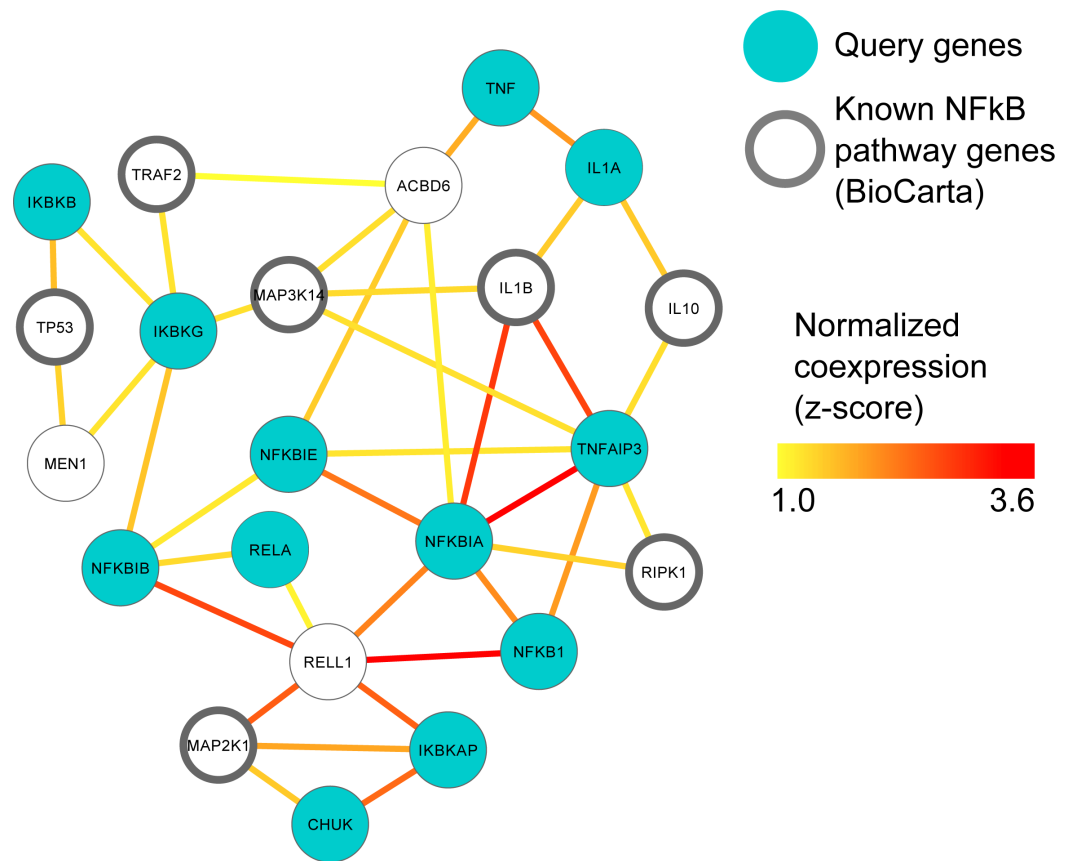 TNF
Query genes
Known NFkB
pathway genes
(BioCarta)
IL1A
TRAF2
ACBD6
IKBKB
MAP3K14
IL1B
IL10
TP53
IKBKG
Normalized
coexpression
(z-score)
1.0
3.6
MEN1
NFKBIE
TNFAIP3
NFKBIA
RELA
NFKBIB
RIPK1
RELL1
NFKB1
MAP2K1
IKBKAP
CHUK